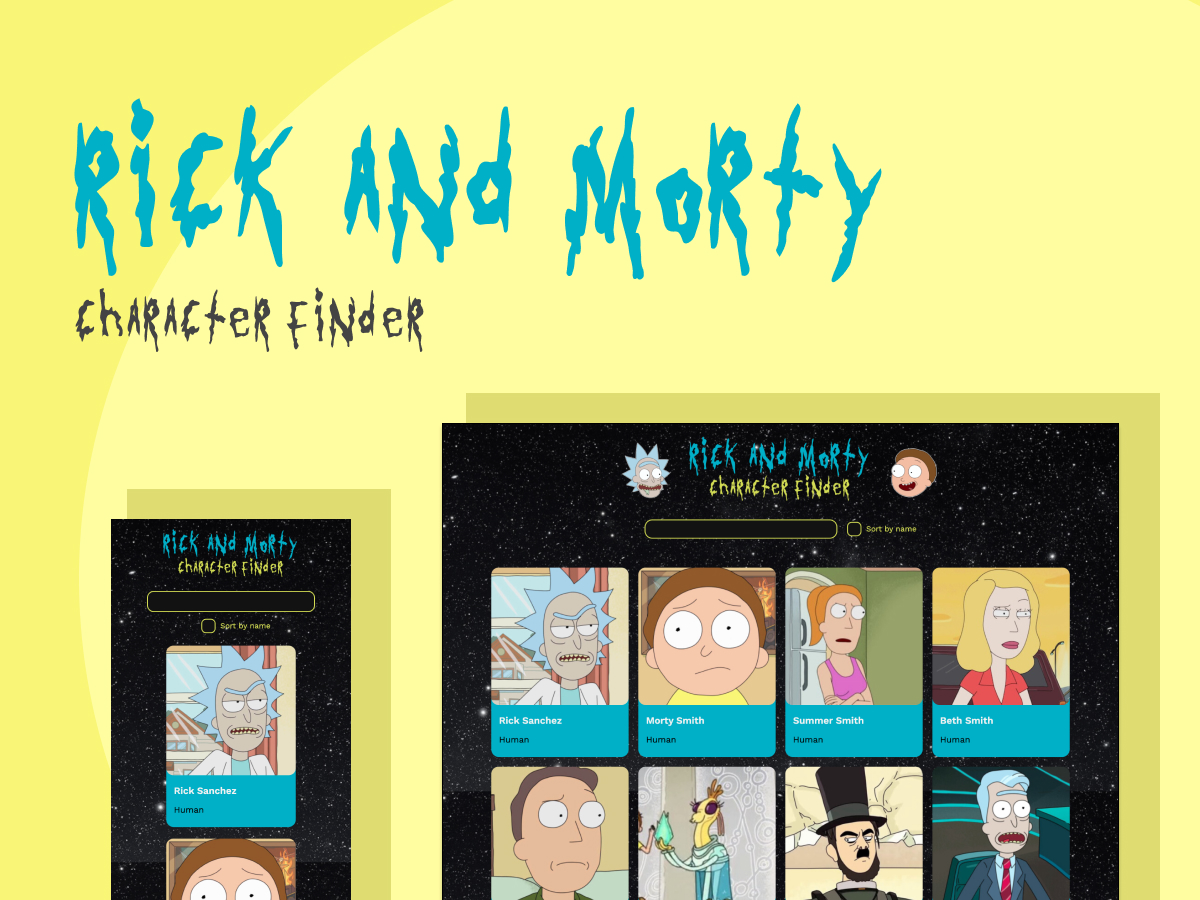 Rick and Morty
Character Finder
Rick and Morty
Character Finder
Sort by name
Rick Sanchez
Human
Rick and Morty
Character Finder
Sort by name
Rick Sanchez
Morty Smith
Summer Smith
Beth Smith
Human
Human
Human
Human